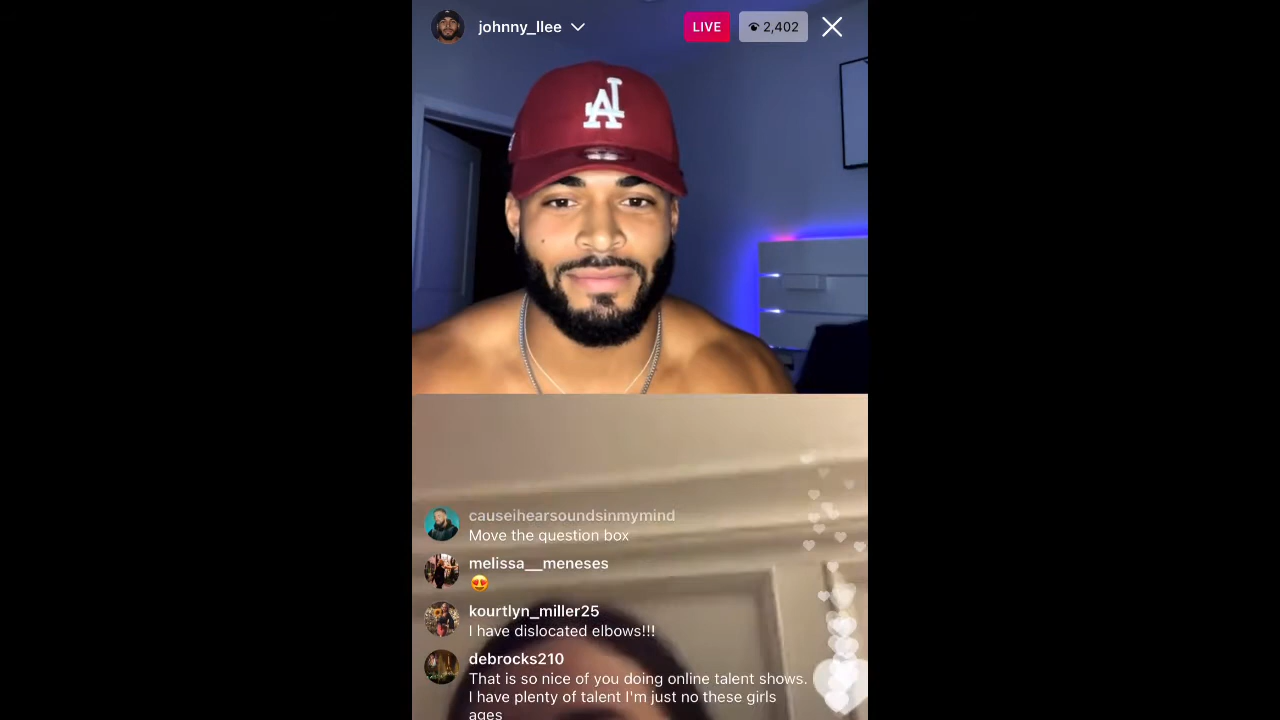 johnny_llee
LIVE
2,402
LA
causeihearsoundsinmymind
Move the question box
melissa__meneses
😍
kourtlyn_miller25
I have dislocated elbows!!!
debrocks210
That is so nice of you doing online talent shows.
I have plenty of talent I'm just no these girls
ages